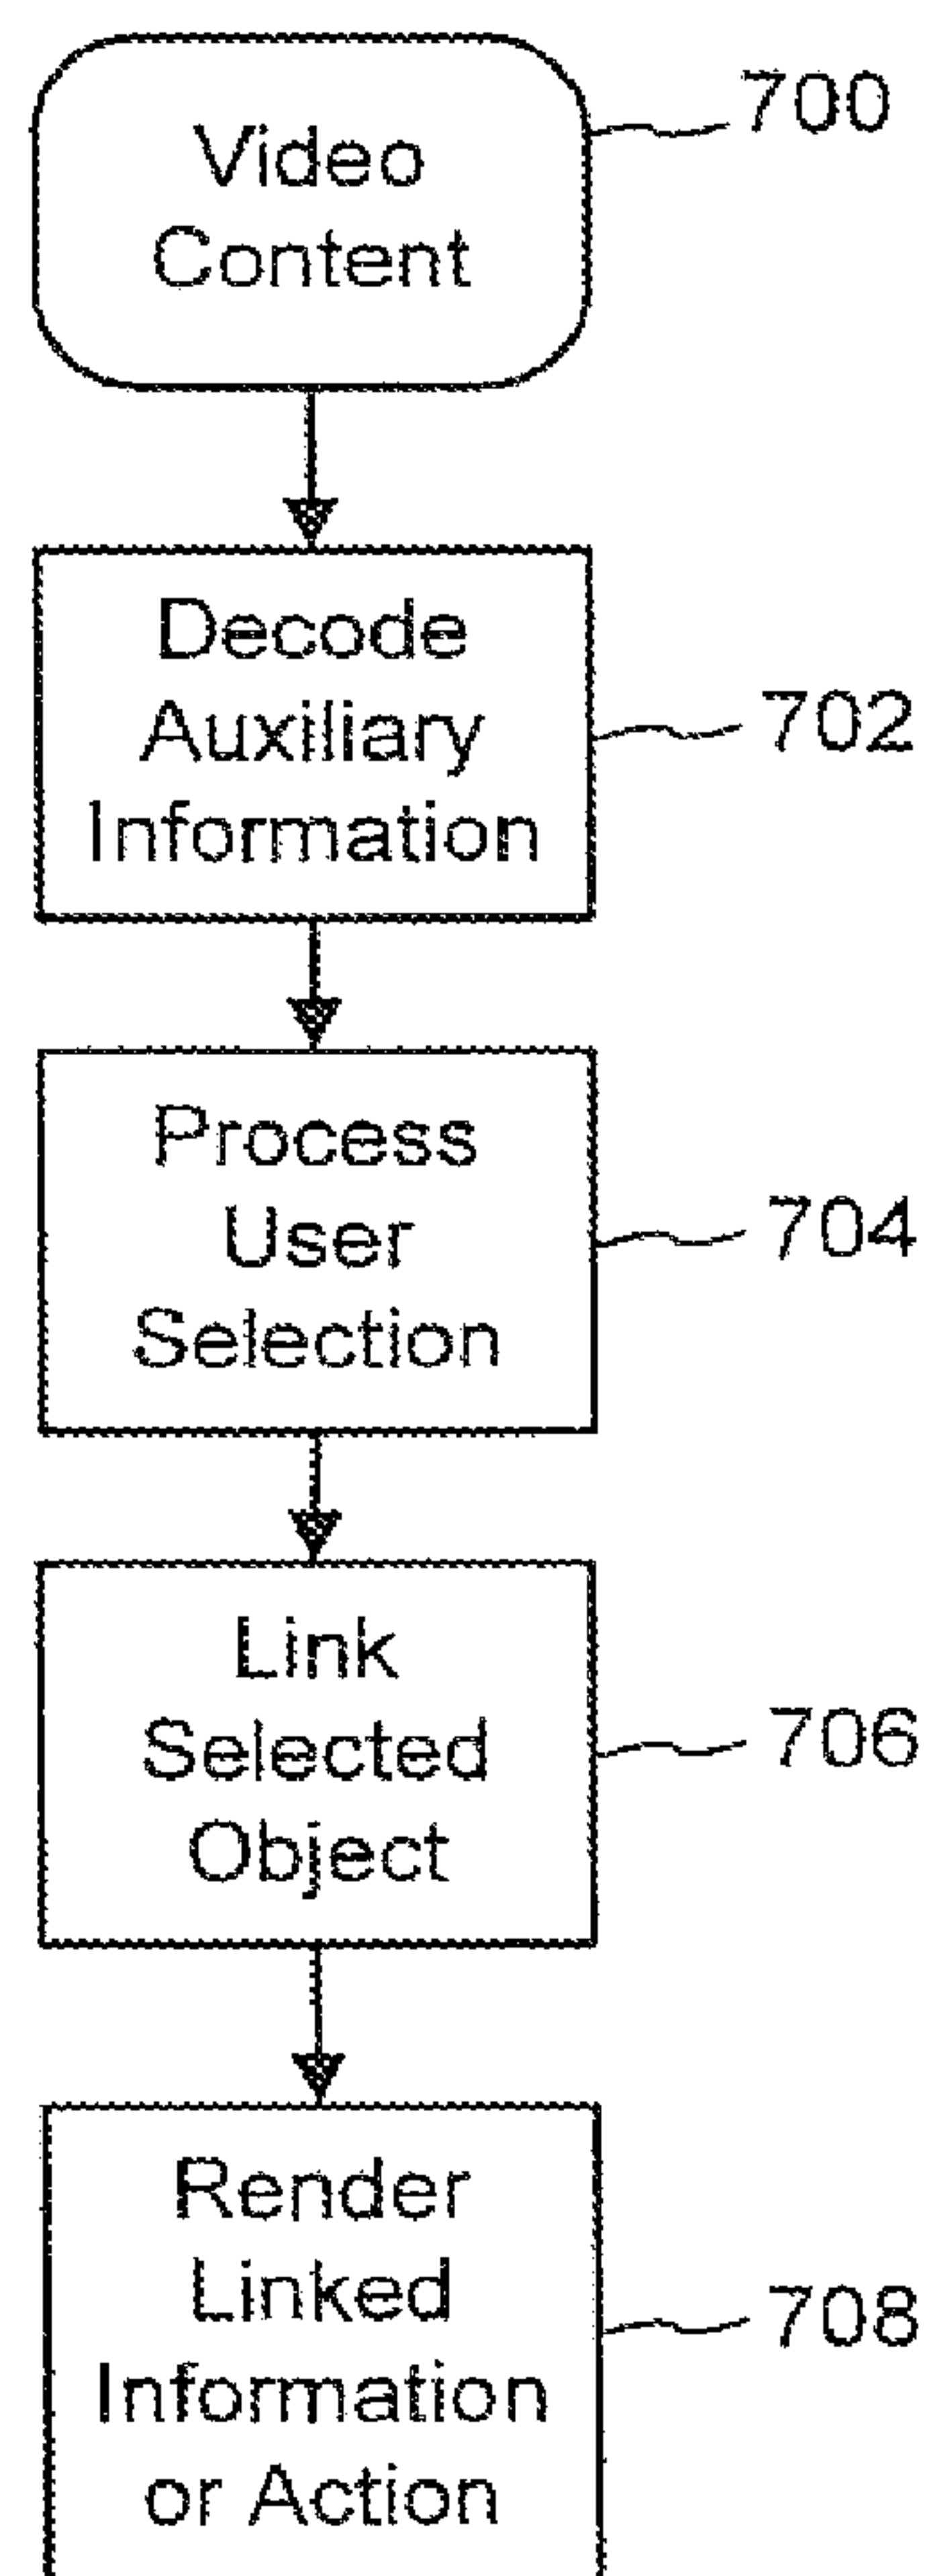 Video
Content
700
Decode
Auxiliary
Information
702
Process
User
Selection
704
Link
Selected
Object
706
Render
Linked
Information
or Action
708